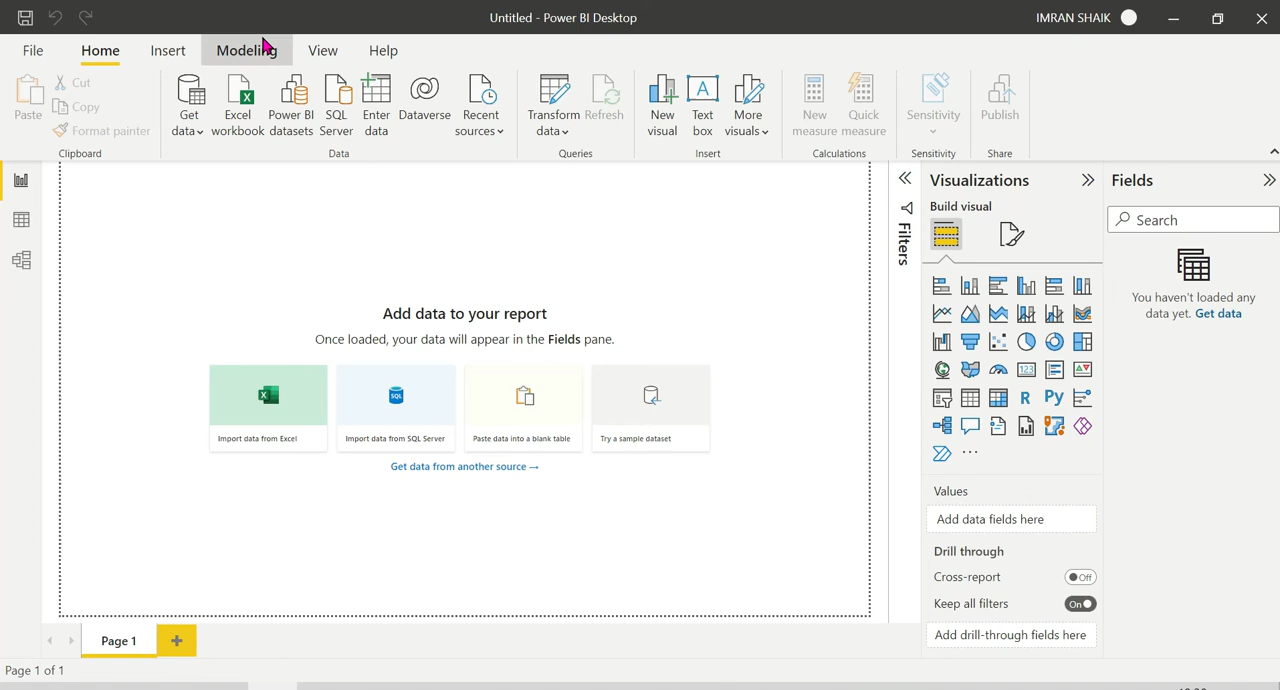 Untitled - Power BI Desktop
IMRAN SHAIK
File
Home
Insert
Modeling
View
Help
Paste
Cut
Copy
Format painter
Clipboard
Get data
Excel workbook
Power BI datasets
SQL Server
Enter data
Dataverse
Recent sources
Data
Transform data
Refresh
Queries
New visual
Text box
More visuals
Insert
New measure
Quick measure
Calculations
Sensitivity
Sensitivity
Publish
Share
Add data to your report
Once loaded, your data will appear in the Fields pane.
Import data from Excel
SQL
Import data from SQL Server
Paste data into a blank table
Try a sample dataset
Get data from another source →
Filters
Visualizations
Build visual
123
R
Py
Values
Add data fields here
Drill through
Cross-report
Off
Keep all filters
On
Add drill-through fields here
Fields
Search
You haven't loaded any
data yet. Get data
Page 1
Page 1 of 1